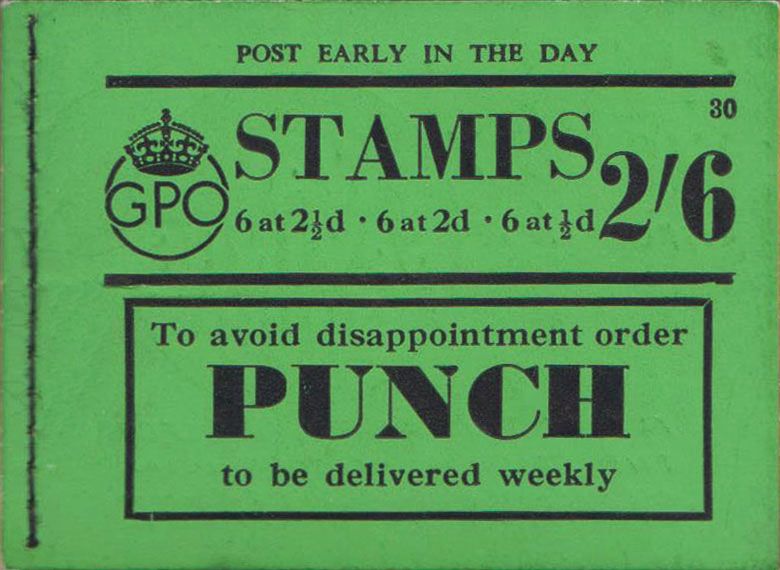 POST EARLY IN THE DAY
30
STAMPS
GPO
2/6
6 at 2½d · 6 at 2d · 6 at ½d
To avoid disappointment order
PUNCH
to be delivered weekly